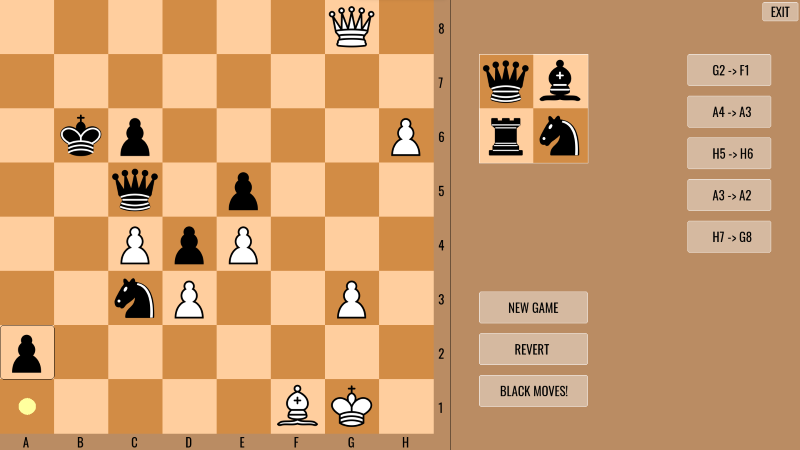 EXIT
8
7
6
5
4
3
2
1
A B C D E F G H
G2 -> F1
A4 -> A3
H5 -> H6
A3 -> A2
H7 -> G8
NEW GAME
REVERT
BLACK MOVES!